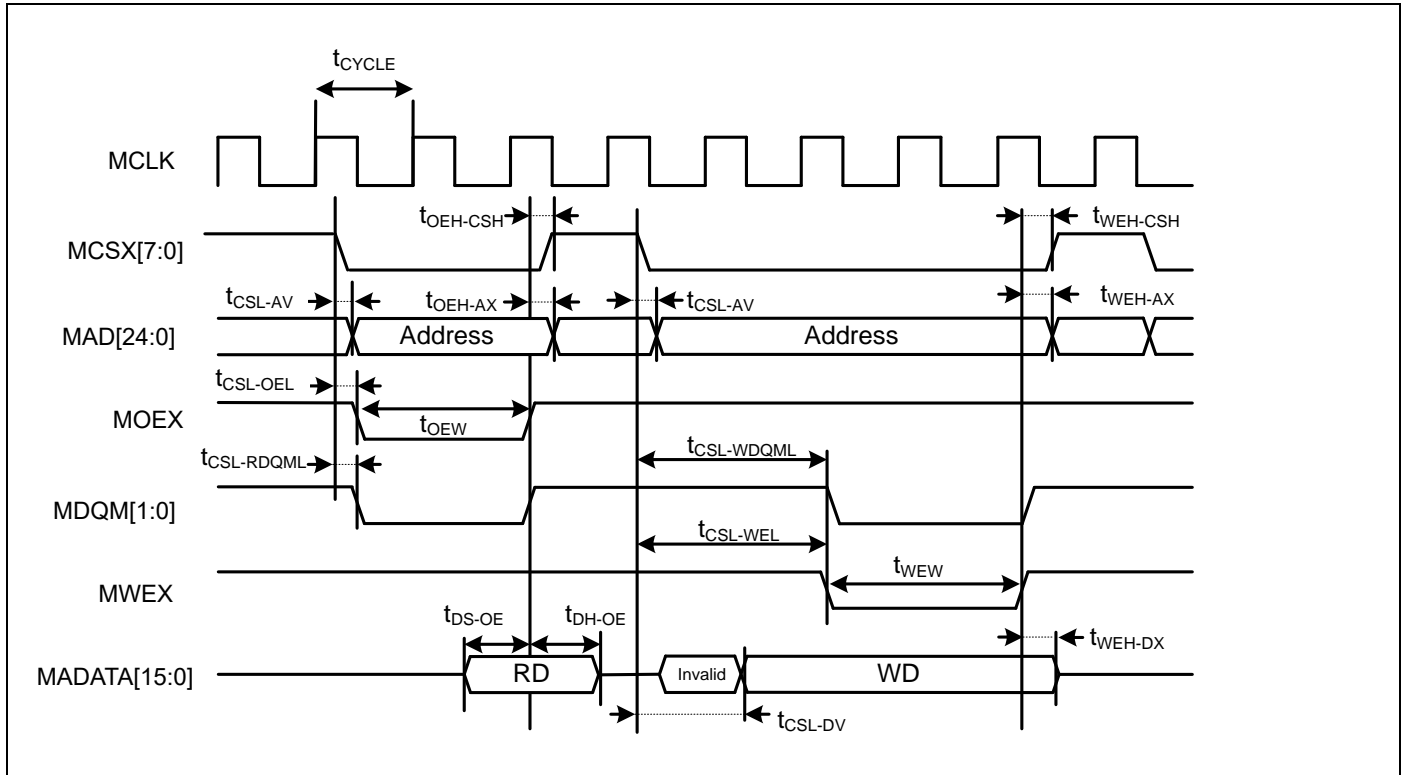 tCYCLE
MCLK
tOEH-CSH
tWEH-CSH
MCSX[7:0]
tCSL-AV
tOEH-AX
tCSL-AV
tWEH-AX
MAD[24:0]
Address
Address
tCSL-OEL
MOEX
tOEW
tCSL-WDQML
tCSL-RDQML
MDQM[1:0]
tCSL-WEL
tWEW
MWEX
tDS-OE
tDH-OE
tWEH-DX
MADATA[15:0]
RD
Invalid
WD
tCSL-DV